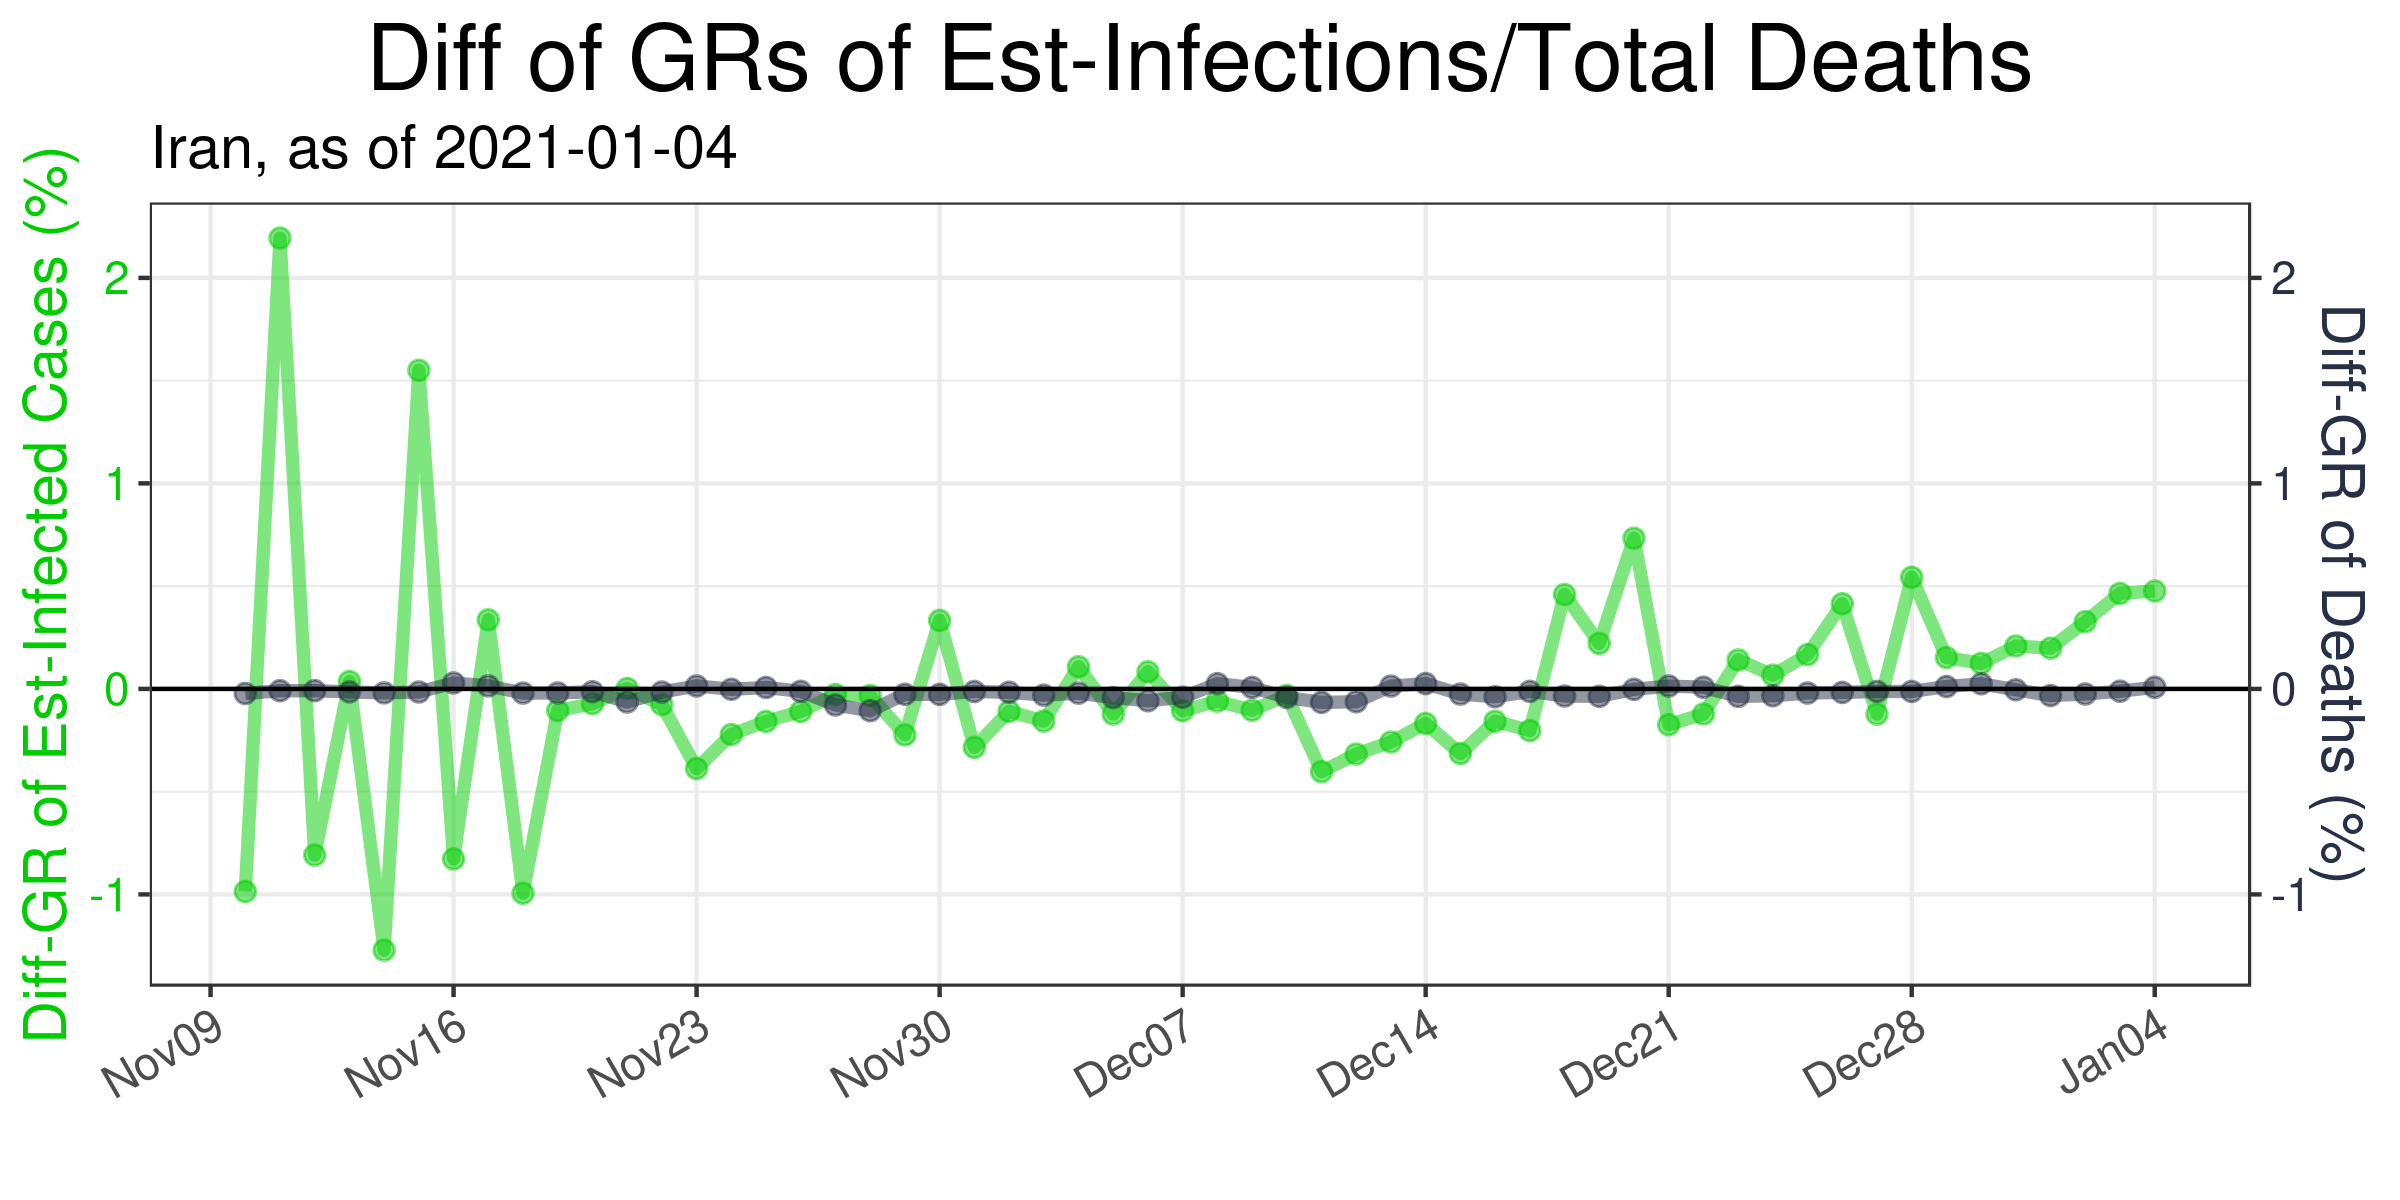 Diff of GRs of Est-Infections/Total Deaths
Iran, as of 2021-01-04
Diff-GR of Est-Infected Cases (%)
2
1
0
-1
2
1
0
-1
Diff-GR of Deaths (%)
Nov09
Nov16
Nov23
Nov30
Dec07
Dec14
Dec21
Dec28
Jan04